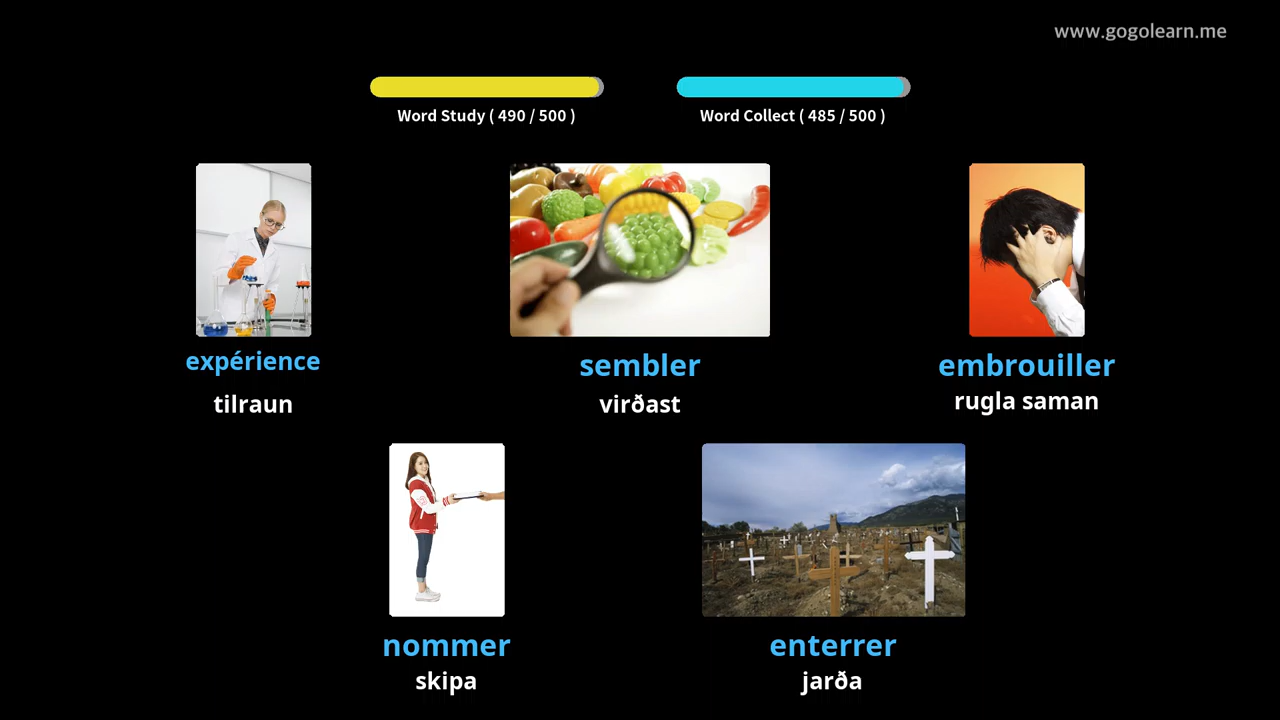 www.gogolearn.me
Word Study ( 490 / 500 )
Word Collect ( 485 / 500 )
expérience
tilraun
sembler
virðast
embrouiller
rugla saman
nommer
skipa
enterrer
jarða